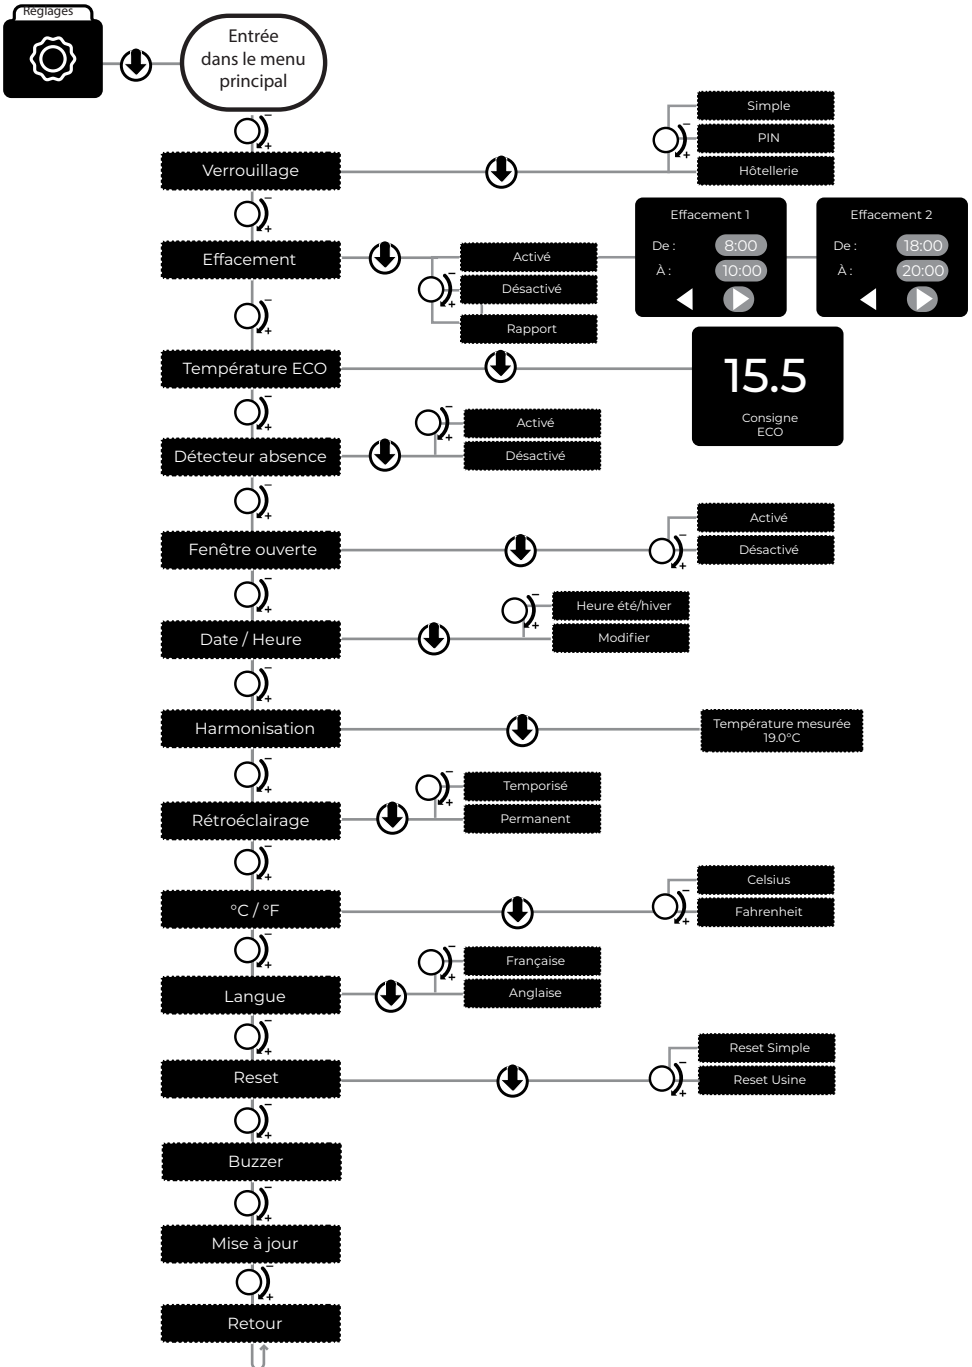 Réglages
Entrée
dans le menu
principal
Simple
PIN
Verrouillage
Hôtellerie
Effacement 1
De : 8:00
À : 10:00
Effacement 2
De : 18:00
À : 20:00
Effacement
Activé
Désactivé
Rapport
Température ECO
15.5
Consigne
ECO
Détecteur absence
Activé
Désactivé
Fenêtre ouverte
Activé
Désactivé
Date / Heure
Heure été/hiver
Modifier
Harmonisation
Température mesurée
19.0°C
Rétroéclairage
Temporisé
Permanent
°C / °F
Celsius
Fahrenheit
Langue
Française
Anglaise
Reset
Reset Simple
Reset Usine
Buzzer
Mise à jour
Retour